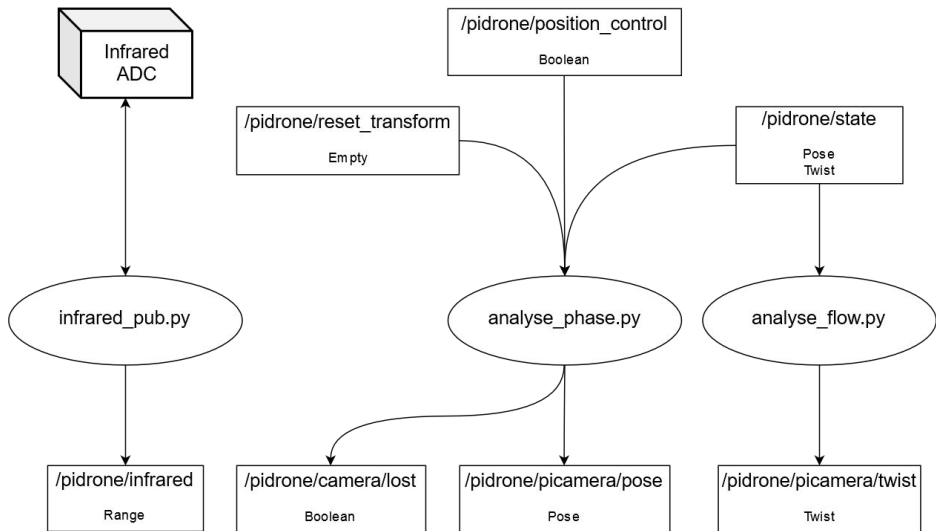 Infrared
ADC
/pidrone/position_control
Boolean
/pidrone/reset_transform
Empty
/pidrone/state
Pose
Twist
infrared_pub.py
analyse_phase.py
analyse_flow.py
/pidrone/infrared
Range
/pidrone/camera/lost
Boolean
/pidrone/picamera/pose
Pose
/pidrone/picamera/twist
Twist